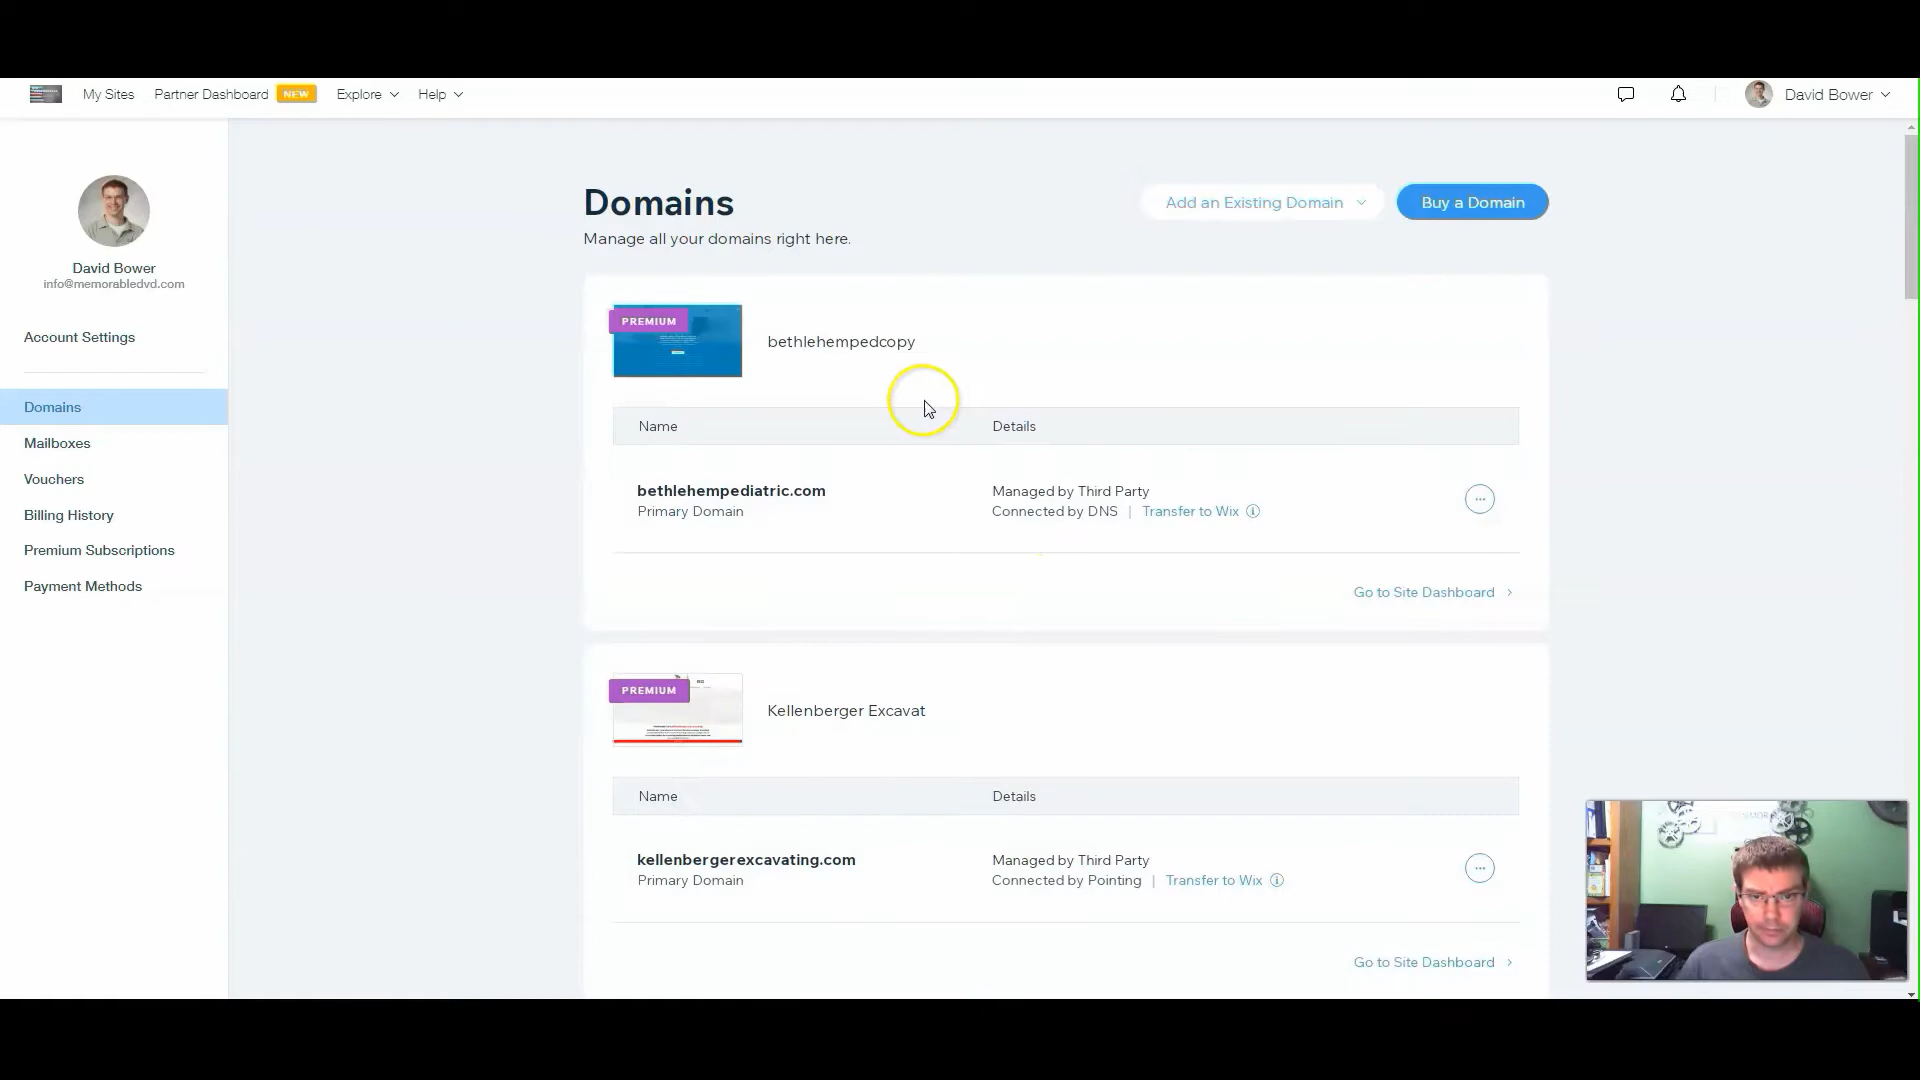 My Sites
Partner Dashboard
NEW
Explore
Help
David Bower
David Bower
info@memorabledvd.com
Account Settings
Domains
Mailboxes
Vouchers
Billing History
Premium Subscriptions
Payment Methods
Domains
Manage all your domains right here.
Add an Existing Domain
Buy a Domain
PREMIUM
bethlehempedcopy
Name
Details
bethlehempediatric.com
Primary Domain
Managed by Third Party
Connected by DNS | Transfer to Wix
Go to Site Dashboard
PREMIUM
Kellenberger Excavat
Name
Details
kellenbergerexcavating.com
Primary Domain
Managed by Third Party
Connected by Pointing | Transfer to Wix
Go to Site Dashboard